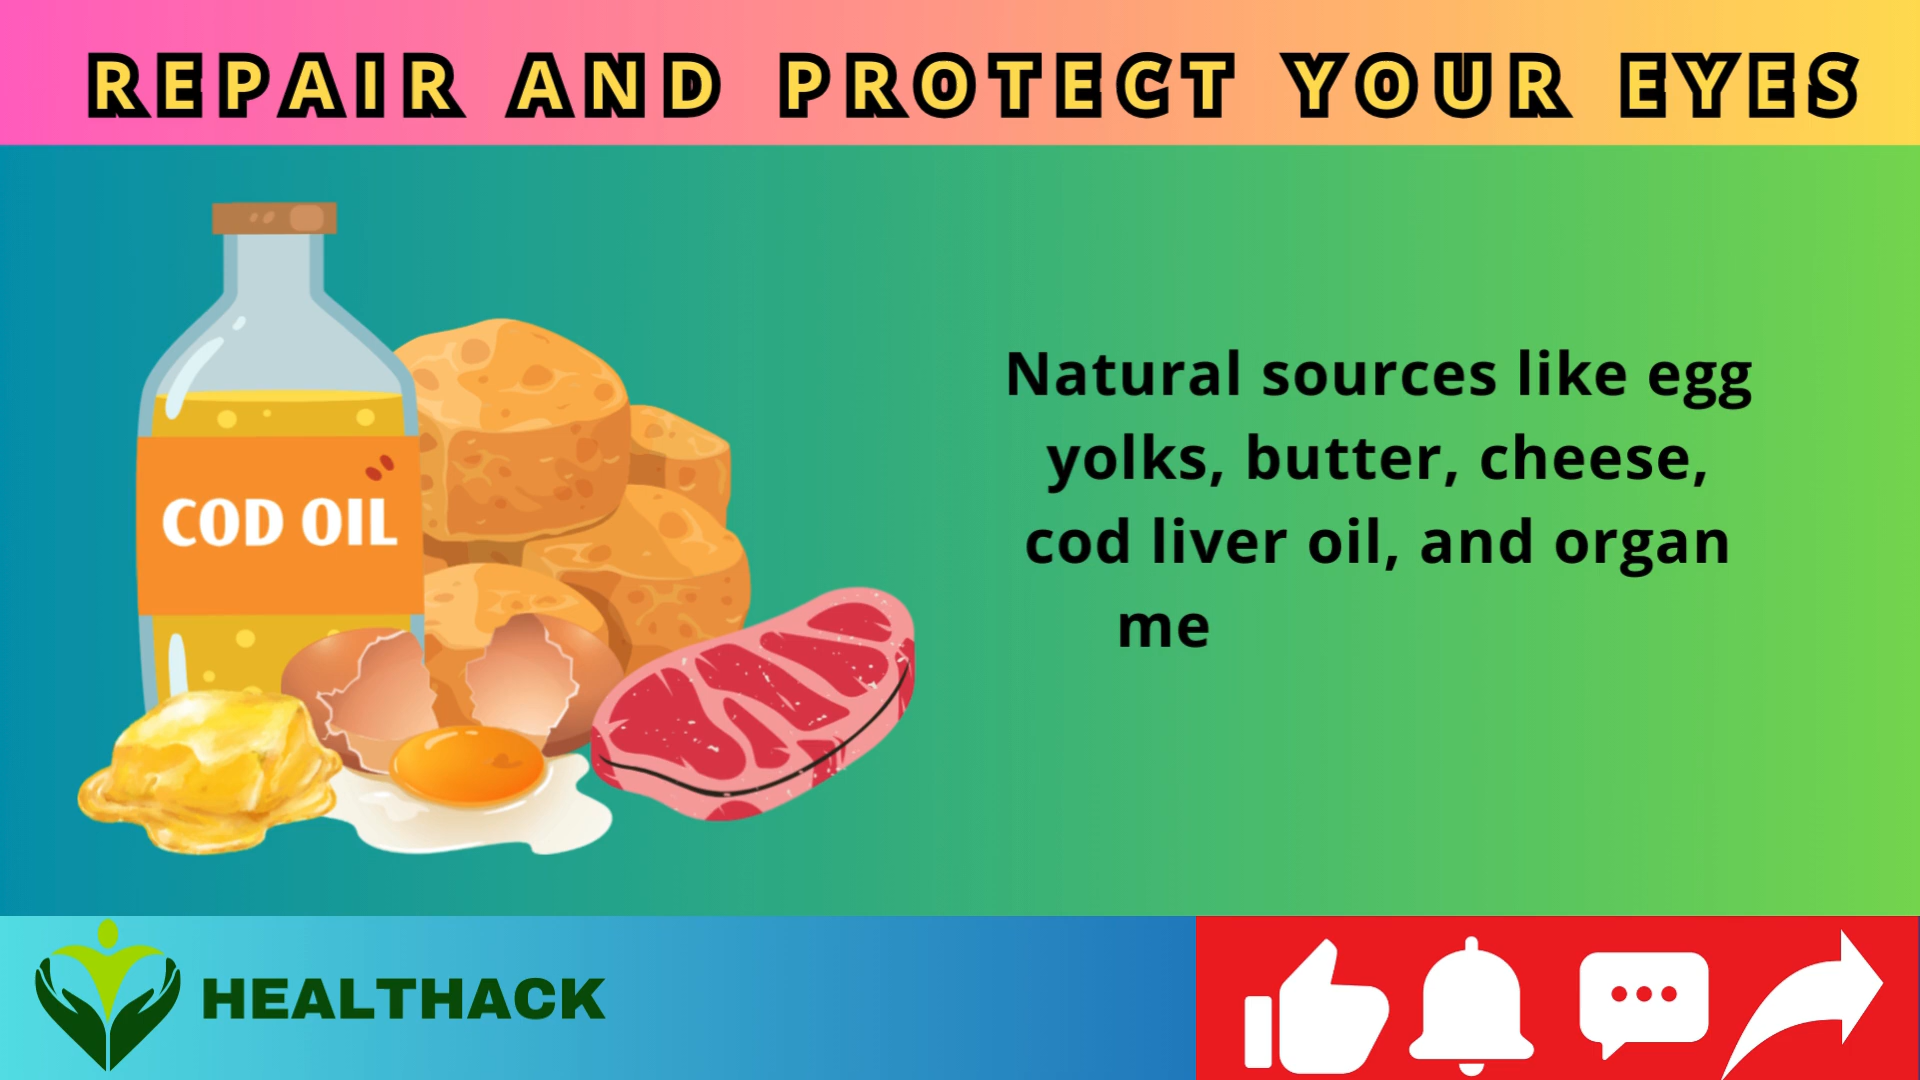 REPAIR AND PROTECT YOUR EYES
COD OIL
Natural sources like egg
yolks, butter, cheese,
cod liver oil, and organ
me
HEALTHACK